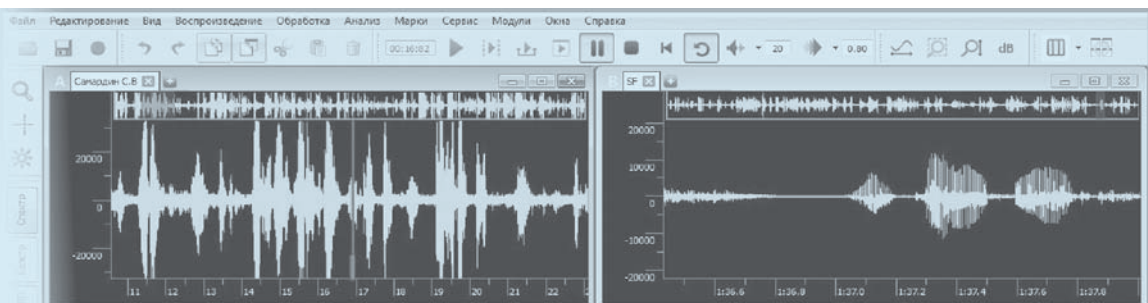 Файл Редактирование Вид Воспроизведение Обработка Анализ Марки Сервис Модули Окна Справка
00:16:82 20 0.80 dB
A Самардин С.В
B SF
20000
0
-20000
11 12 13 14 15 16 17 18 19 20 21 22
20000
10000
0
-10000
-20000
1:36.6 1:36.8 1:37.0 1:37.2 1:37.4 1:37.6 1:37.8
Спектр